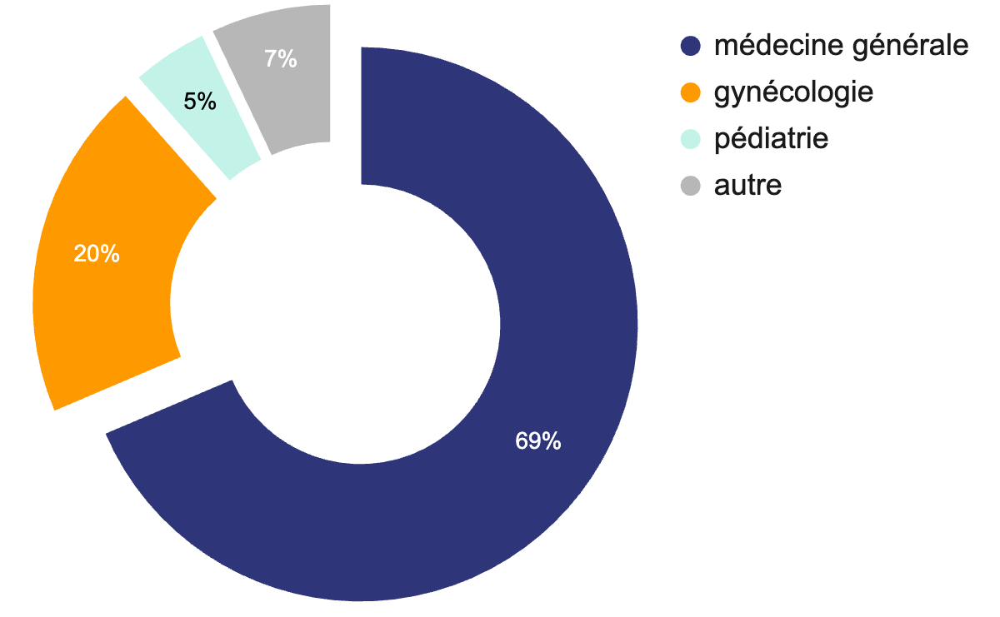 7%
5%
20%
69%
médecine générale
gynécologie
pédiatrie
autre